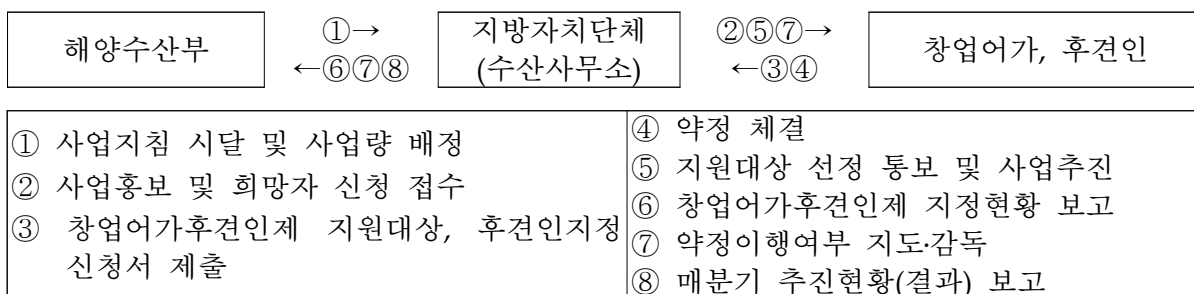 해양수산부
①→
←⑥⑦⑧
지방자치단체
(수산사무소)
②⑤⑦→
←③④
창업어가, 후견인
① 사업지침 시달 및 사업량 배정
② 사업홍보 및 희망자 신청 접수
③ 창업어가후견인제 지원대상, 후견인지정
신청서 제출
④ 약정 체결
⑤ 지원대상 선정 통보 및 사업추진
⑥ 창업어가후견인제 지정현황 보고
⑦ 약정이행여부 지도·감독
⑧ 매분기 추진현황(결과) 보고